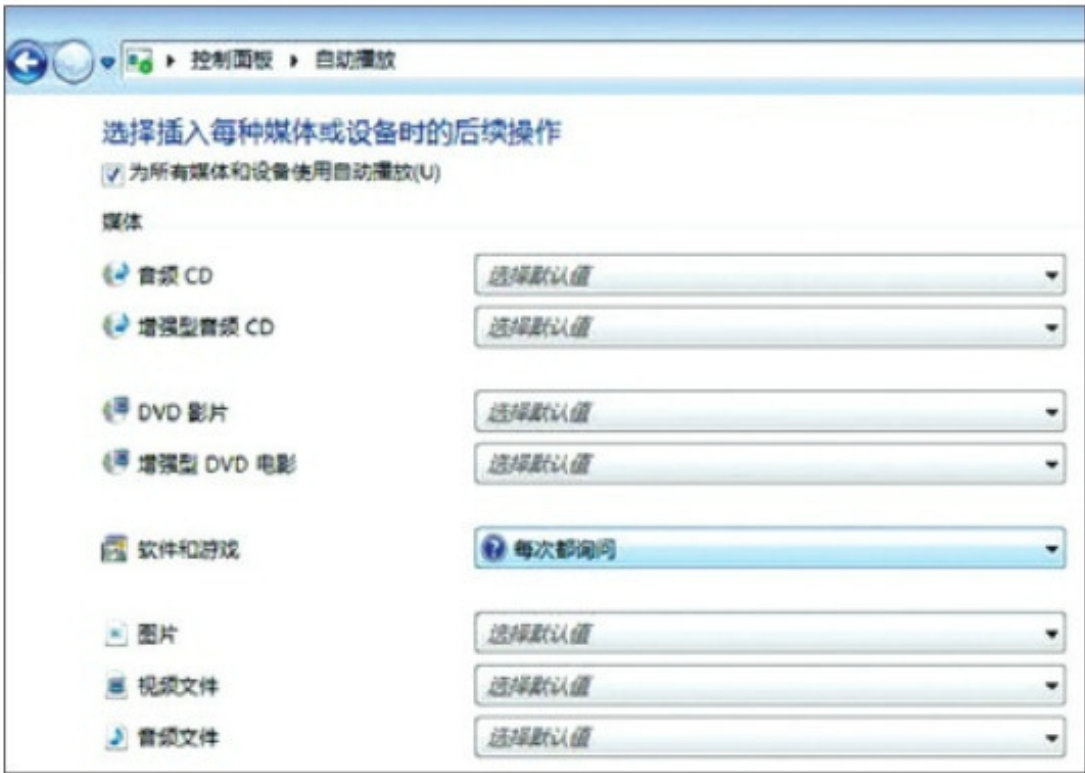 控制面板 ▸ 自动播放
选择插入每种媒体或设备时的后续操作
为所有媒体和设备使用自动播放(U)
媒体
音频 CD 选择默认值
增强型音频 CD 选择默认值
DVD 影片 选择默认值
增强型 DVD 电影 选择默认值
软件和游戏 每次都询问
图片 选择默认值
视频文件 选择默认值
音频文件 选择默认值